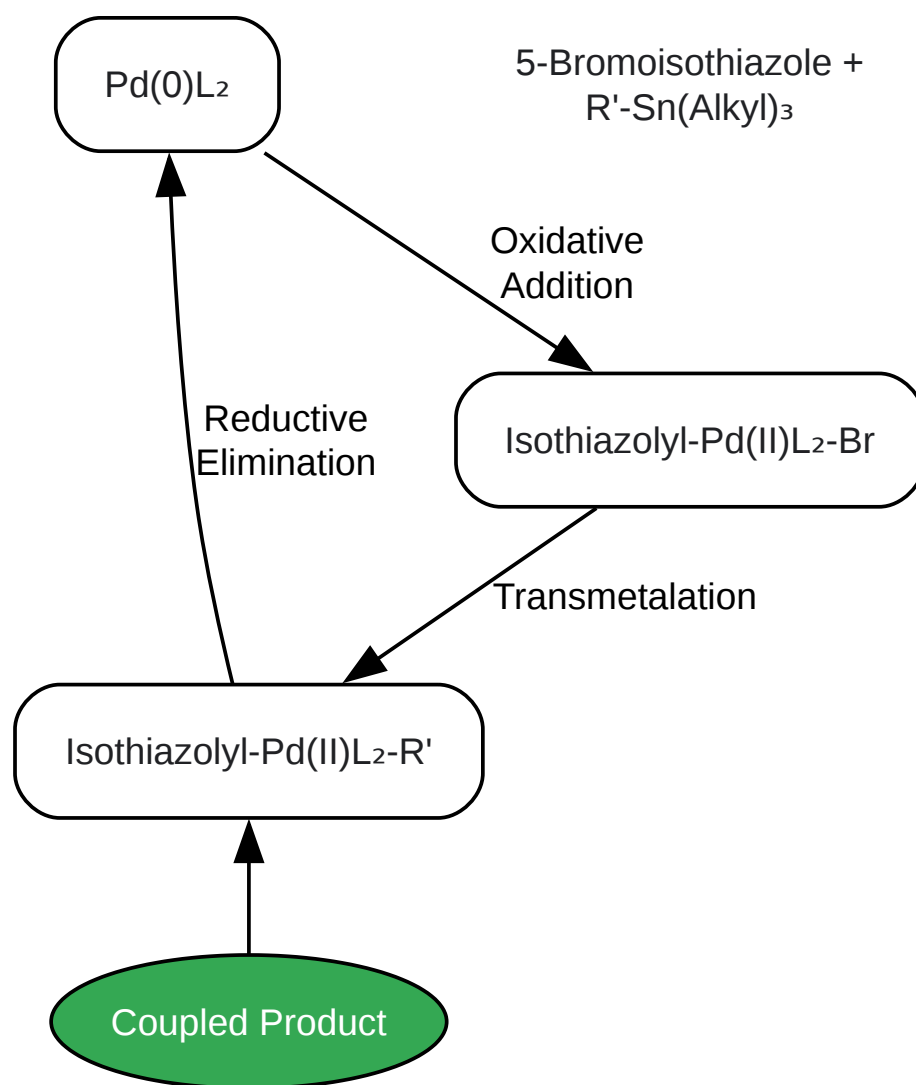 Pd(0)L₂
5-Bromoisothiazole +
R'-Sn(Alkyl)₃
Oxidative
Addition
Reductive
Elimination
Isothiazolyl-Pd(II)L₂-Br
Transmetalation
Isothiazolyl-Pd(II)L₂-R'
Coupled Product